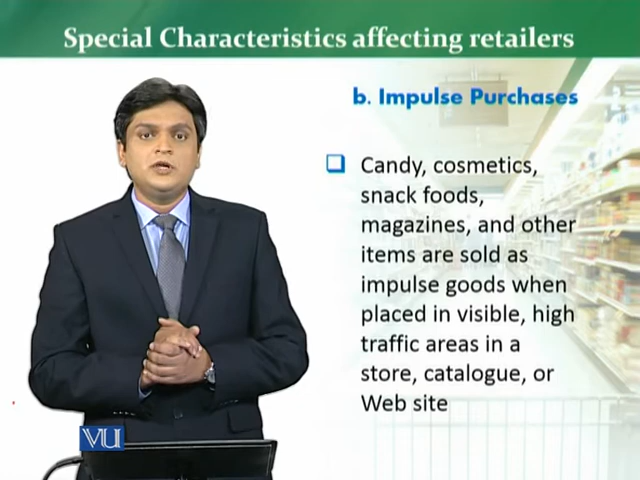 Special Characteristics affecting retailers
b. Impulse Purchases
Candy, cosmetics,
snack foods,
magazines, and other
items are sold as
impulse goods when
placed in visible, high
traffic areas in a
store, catalogue, or
Web site
VU